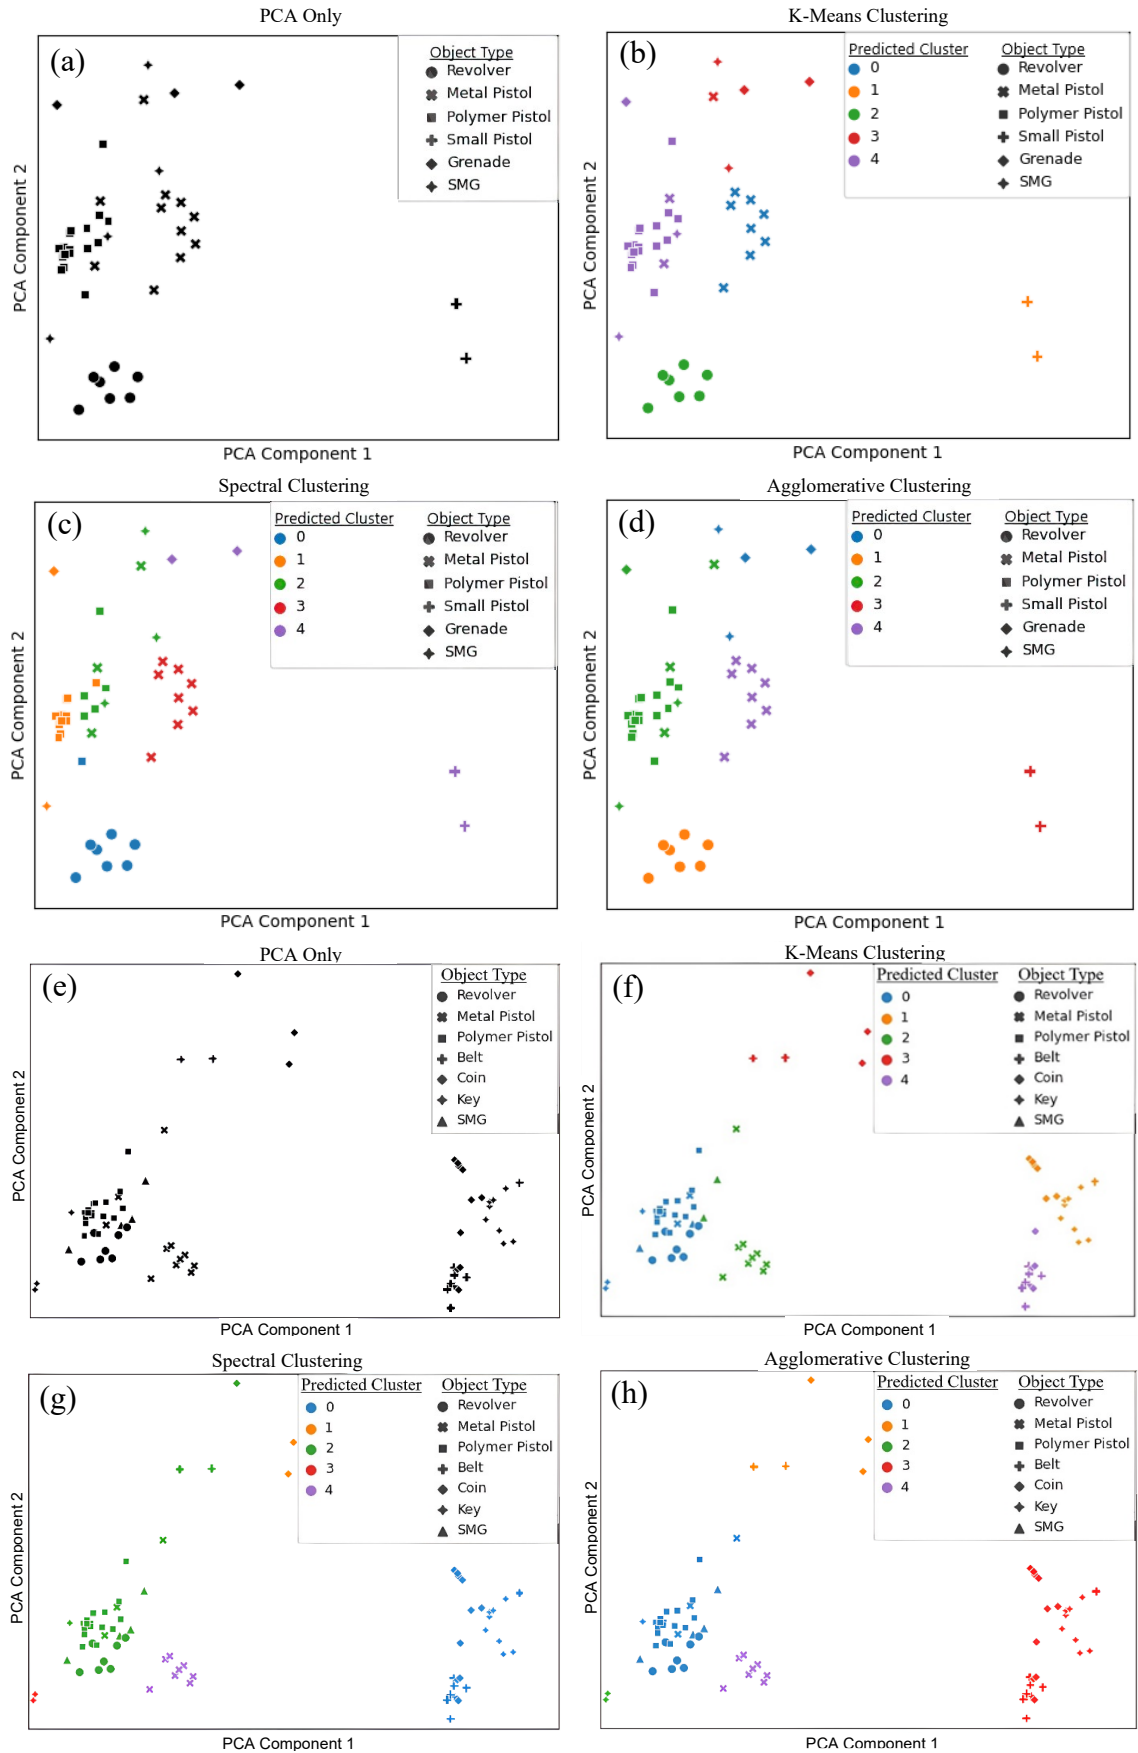 PCA Only
(a)
Object Type
Revolver
Metal Pistol
Polymer Pistol
Small Pistol
Grenade
SMG
PCA Component 2
PCA Component 1
K-Means Clustering
(b)
Predicted Cluster
0
1
2
3
4
Object Type
Revolver
Metal Pistol
Polymer Pistol
Small Pistol
Grenade
SMG
PCA Component 2
PCA Component 1
Spectral Clustering
(c)
Predicted Cluster
0
1
2
3
4
Object Type
Revolver
Metal Pistol
Polymer Pistol
Small Pistol
Grenade
SMG
PCA Component 2
PCA Component 1
Agglomerative Clustering
(d)
Predicted Cluster
0
1
2
3
4
Object Type
Revolver
Metal Pistol
Polymer Pistol
Small Pistol
Grenade
SMG
PCA Component 2
PCA Component 1
PCA Only
(e)
Object Type
Revolver
Metal Pistol
Polymer Pistol
Belt
Coin
Key
SMG
PCA Component 2
PCA Component 1
K-Means Clustering
(f)
Predicted Cluster
0
1
2
3
4
Object Type
Revolver
Metal Pistol
Polymer Pistol
Belt
Coin
Key
SMG
PCA Component 2
PCA Component 1
Spectral Clustering
(g)
Predicted Cluster
0
1
2
3
4
Object Type
Revolver
Metal Pistol
Polymer Pistol
Belt
Coin
Key
SMG
PCA Component 2
PCA Component 1
Agglomerative Clustering
(h)
Predicted Cluster
0
1
2
3
4
Object Type
Revolver
Metal Pistol
Polymer Pistol
Belt
Coin
Key
SMG
PCA Component 2
PCA Component 1